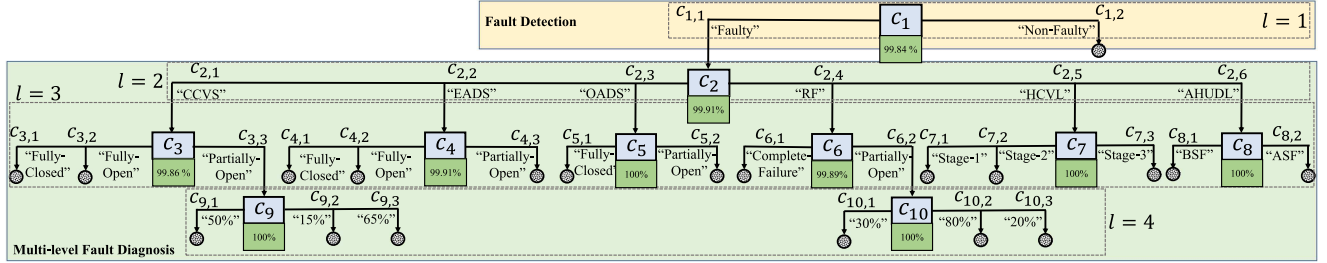 Fault Detection
c1,1
c1
c1,2
l = 1
"Faulty"
"Non-Faulty"
99.84 %
l = 2
c2,1
c2,2
c2,3
c2
c2,4
c2,5
c2,6
"CCVS"
"EADS"
"OADS"
"RF"
"HCVL"
"AHUDL"
99.91%
l = 3
c3,1
c3,2
c3
c3,3
"Fully-
Closed"
"Fully-
Open"
"Partially-
Open"
99.86 %
c4,1
c4,2
c4
c4,3
"Fully-
Closed"
"Fully-
Open"
"Partially-
Open"
99.91%
c5,1
c5
c5,2
"Fully-
Closed"
"Partially-
Open"
100%
c6,1
c6
c6,2
"Complete-
Failure"
"Partially-
Open"
99.89%
c7,1
c7,2
c7
c7,3
"Stage-1"
"Stage-2"
"Stage-3"
100%
c8,1
c8
c8,2
"BSF"
"ASF"
100%
c9,1
c9
c9,2
c9,3
"50%"
"15%"
"65%"
100%
c10,1
c10
c10,2
c10,3
"30%"
"80%"
"20%"
100%
l = 4
Multi-level Fault Diagnosis